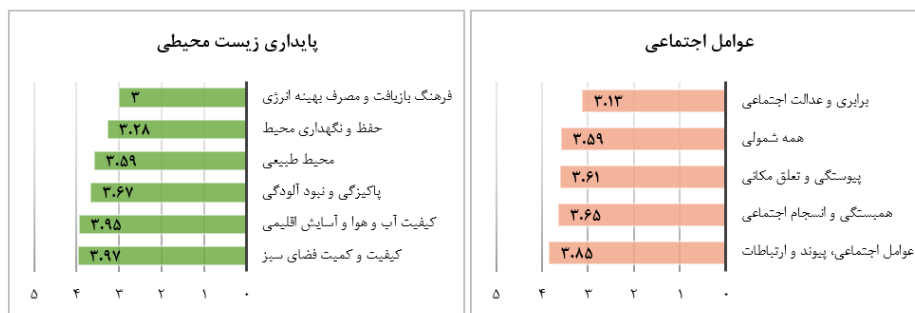 عوامل اجتماعی
برابری و عدالت اجتماعی ۳.۱۳
همه شمولی ۳.۵۹
پیوستگی و تعلق مکانی ۳.۶۱
همبستگی و انسجام اجتماعی ۳.۶۵
عوامل اجتماعی، پیوند و ارتباطات ۳.۸۵
۰ ۱ ۲ ۳ ۴ ۵
پایداری زیست محیطی
فرهنگ بازیافت و مصرف بهینه انرژی ۳
حفظ و نگهداری محیط ۳.۲۸
محیط طبیعی ۳.۵۹
پاکیزگی و نبود آلودگی ۳.۶۷
کیفیت آب و هوا و آسایش اقلیمی ۳.۹۵
کیفیت و کمیت فضای سبز ۳.۹۷
۰ ۱ ۲ ۳ ۴ ۵